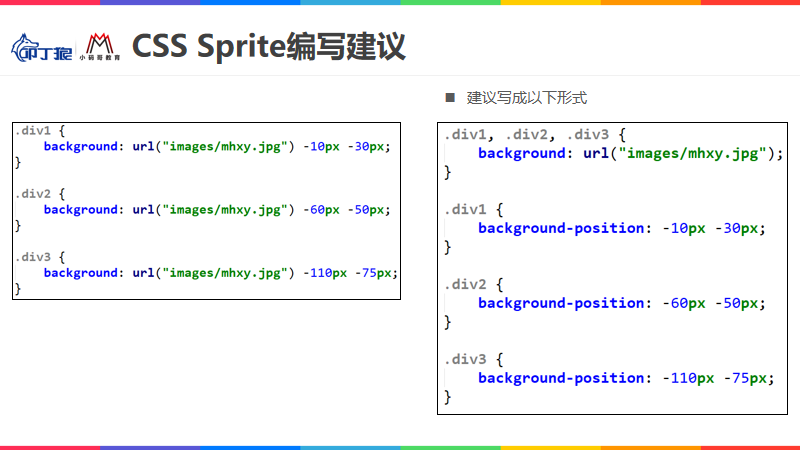 叩丁狼
小码哥教育
CSS Sprite编写建议
.div1 {
background: url("images/mhxy.jpg") -10px -30px;
}
.div2 {
background: url("images/mhxy.jpg") -60px -50px;
}
.div3 {
background: url("images/mhxy.jpg") -110px -75px;
}
■ 建议写成以下形式
.div1, .div2, .div3 {
background: url("images/mhxy.jpg");
}
.div1 {
background-position: -10px -30px;
}
.div2 {
background-position: -60px -50px;
}
.div3 {
background-position: -110px -75px;
}